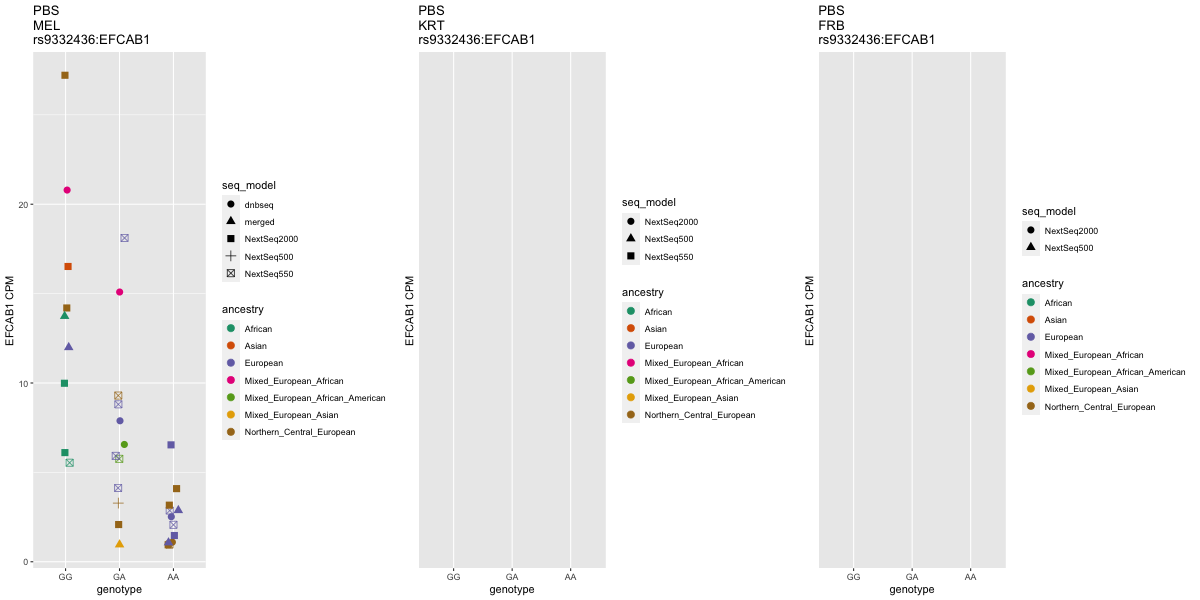 PBS
MEL
rs9332436:EFCAB1
EFCAB1 CPM
20
10
0
GG
GA
AA
genotype
seq_model
dnbseq
merged
NextSeq2000
NextSeq500
NextSeq550
ancestry
African
Asian
European
Mixed_European_African
Mixed_European_African_American
Mixed_European_Asian
Northern_Central_European
PBS
KRT
rs9332436:EFCAB1
EFCAB1 CPM
GG
GA
AA
genotype
seq_model
NextSeq2000
NextSeq500
NextSeq550
ancestry
African
Asian
European
Mixed_European_African
Mixed_European_African_American
Mixed_European_Asian
Northern_Central_European
PBS
FRB
rs9332436:EFCAB1
EFCAB1 CPM
GG
GA
AA
genotype
seq_model
NextSeq2000
NextSeq500
ancestry
African
Asian
European
Mixed_European_African
Mixed_European_African_American
Mixed_European_Asian
Northern_Central_European